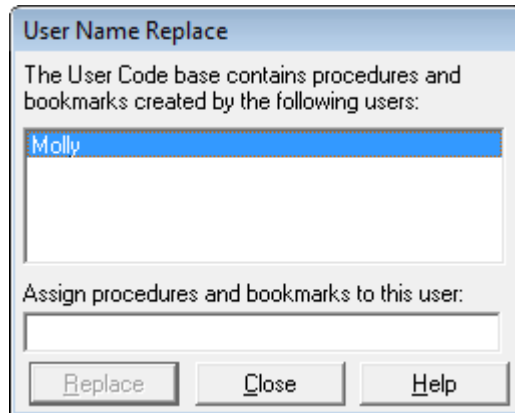 User Name Replace
The User Code base contains procedures and
bookmarks created by the following users:
Molly
Assign procedures and bookmarks to this user:
Replace Close Help